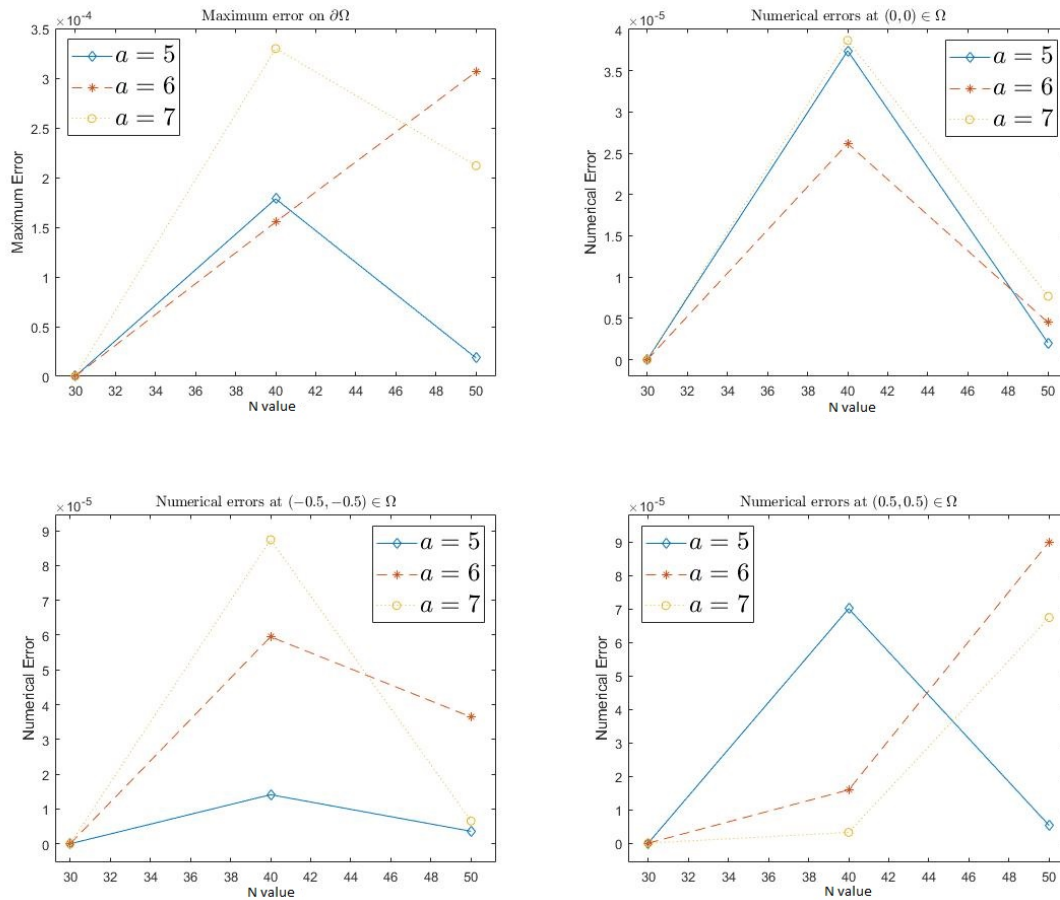 Maximum error on ∂Ω
×10⁻⁴
3.5
3
2.5
2
1.5
1
0.5
0
Maximum Error
a = 5
a = 6
a = 7
30 32 34 36 38 40 42 44 46 48 50
N value
Numerical errors at (0, 0) ∈ Ω
×10⁻⁵
4
3.5
3
2.5
2
1.5
1
0.5
0
Numerical Error
a = 5
a = 6
a = 7
30 32 34 36 38 40 42 44 46 48 50
N value
Numerical errors at (−0.5, −0.5) ∈ Ω
×10⁻⁵
9
8
7
6
5
4
3
2
1
0
Numerical Error
a = 5
a = 6
a = 7
30 32 34 36 38 40 42 44 46 48 50
N value
Numerical errors at (0.5, 0.5) ∈ Ω
×10⁻⁵
9
8
7
6
5
4
3
2
1
0
Numerical Error
a = 5
a = 6
a = 7
30 32 34 36 38 40 42 44 46 48 50
N value